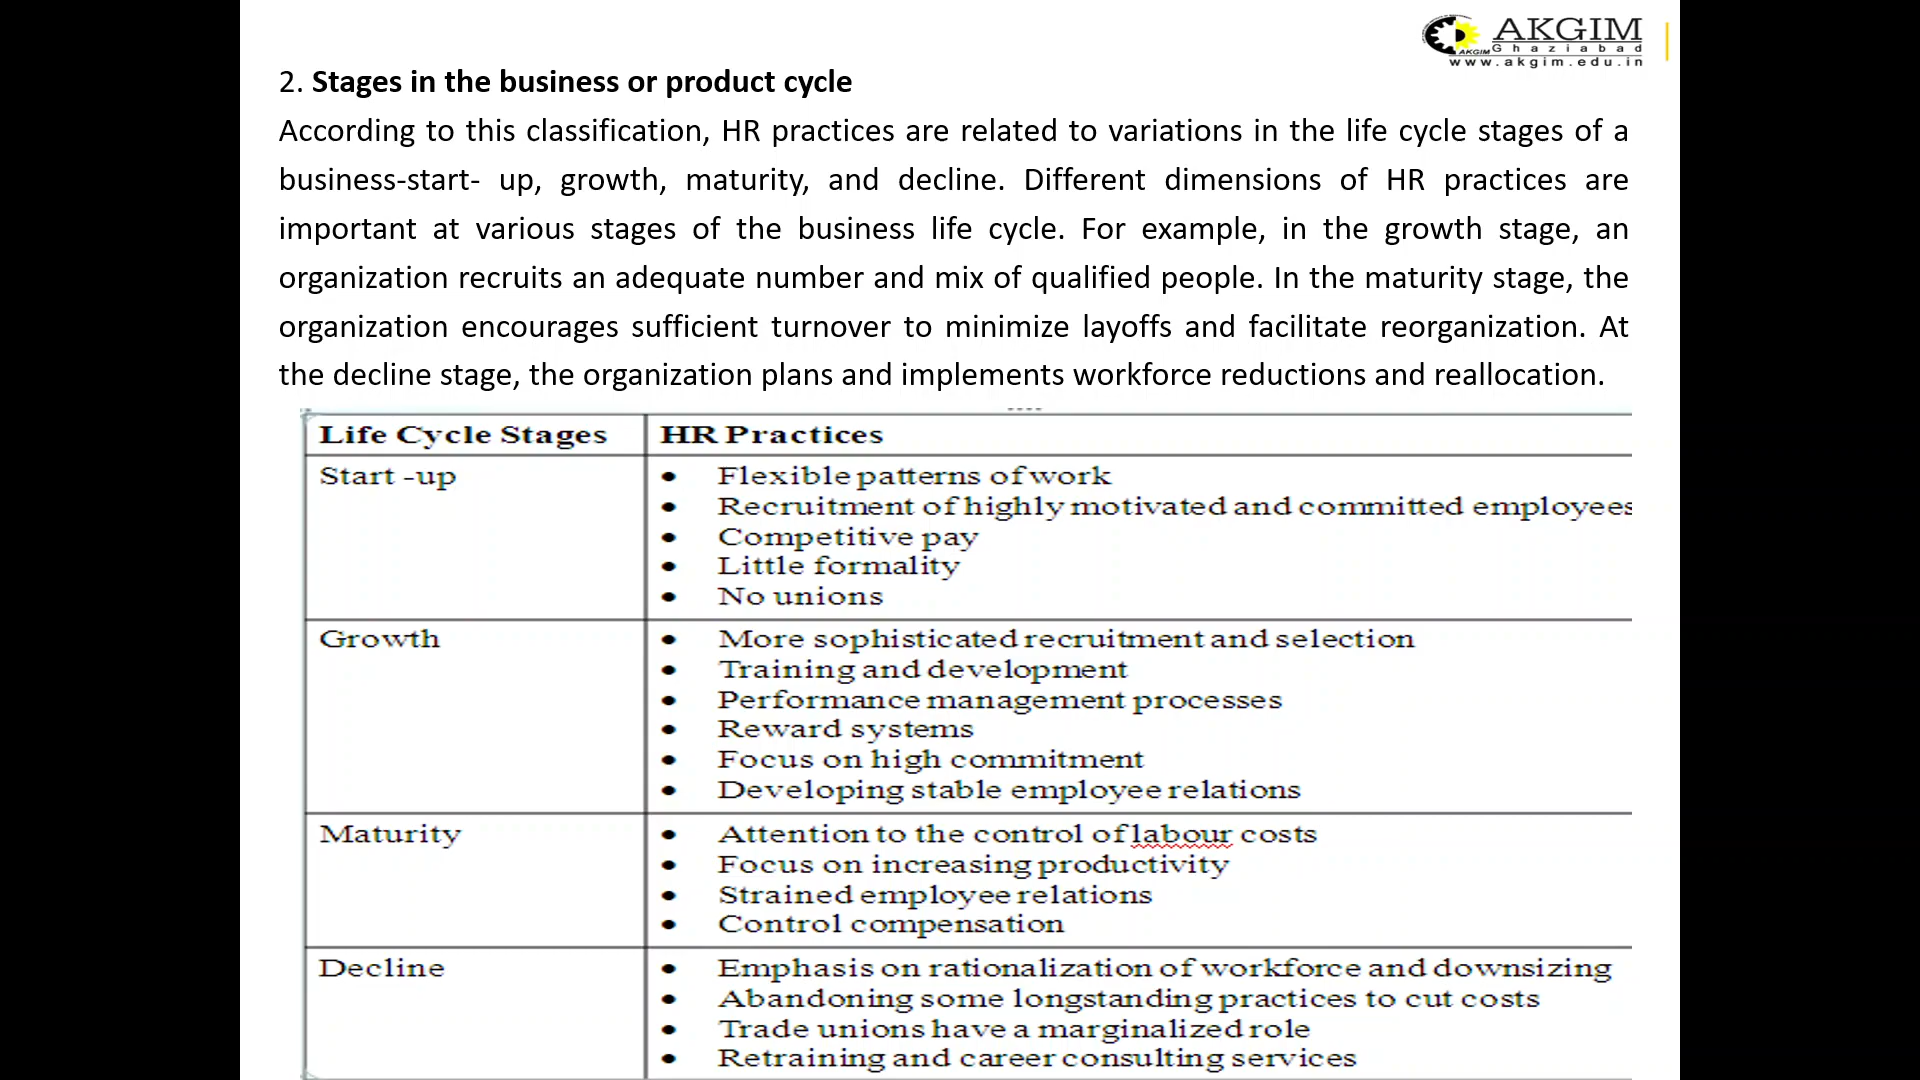 AKGIM
AKGIM Ghaziabad
www.akgim.edu.in
2. Stages in the business or product cycle
According to this classification, HR practices are related to variations in the life cycle stages of a
business-start- up, growth, maturity, and decline. Different dimensions of HR practices are
important at various stages of the business life cycle. For example, in the growth stage, an
organization recruits an adequate number and mix of qualified people. In the maturity stage, the
organization encourages sufficient turnover to minimize layoffs and facilitate reorganization. At
the decline stage, the organization plans and implements workforce reductions and reallocation.
Life Cycle Stages HR Practices
Start -up • Flexible patterns of work
• Recruitment of highly motivated and committed employees
• Competitive pay
• Little formality
• No unions
Growth • More sophisticated recruitment and selection
• Training and development
• Performance management processes
• Reward systems
• Focus on high commitment
• Developing stable employee relations
Maturity • Attention to the control of labour costs
• Focus on increasing productivity
• Strained employee relations
• Control compensation
Decline • Emphasis on rationalization of workforce and downsizing
• Abandoning some longstanding practices to cut costs
• Trade unions have a marginalized role
• Retraining and career consulting services